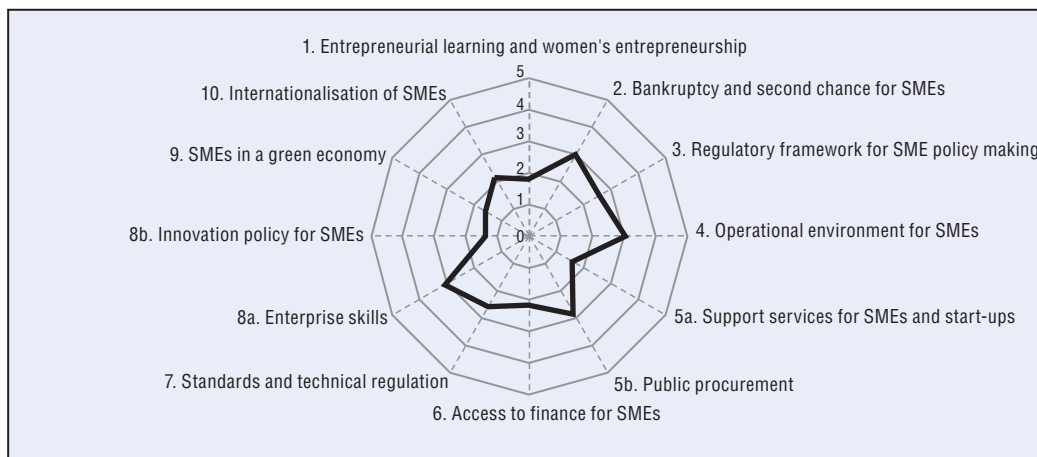 1. Entrepreneurial learning and women's entrepreneurship
2. Bankruptcy and second chance for SMEs
3. Regulatory framework for SME policy making
4. Operational environment for SMEs
5a. Support services for SMEs and start-ups
5b. Public procurement
6. Access to finance for SMEs
7. Standards and technical regulation
8a. Enterprise skills
8b. Innovation policy for SMEs
9. SMEs in a green economy
10. Internationalisation of SMEs
5
4
3
2
1
0